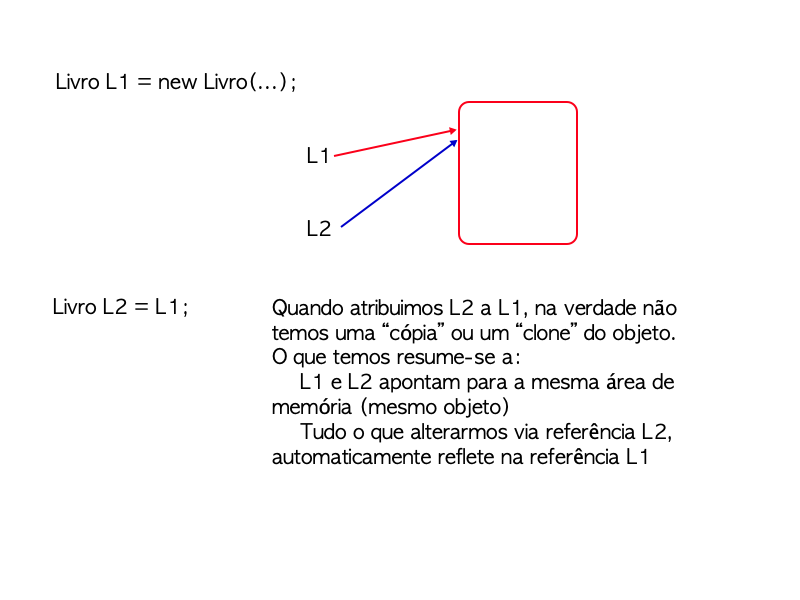 Livro L1 = new Livro(...);
L1
L2
Livro L2 = L1;
Quando atribuimos L2 a L1, na verdade não
temos uma “cópia” ou um “clone” do objeto.
O que temos resume-se a:
L1 e L2 apontam para a mesma área de
memória (mesmo objeto)
Tudo o que alterarmos via referência L2,
automaticamente reflete na referência L1